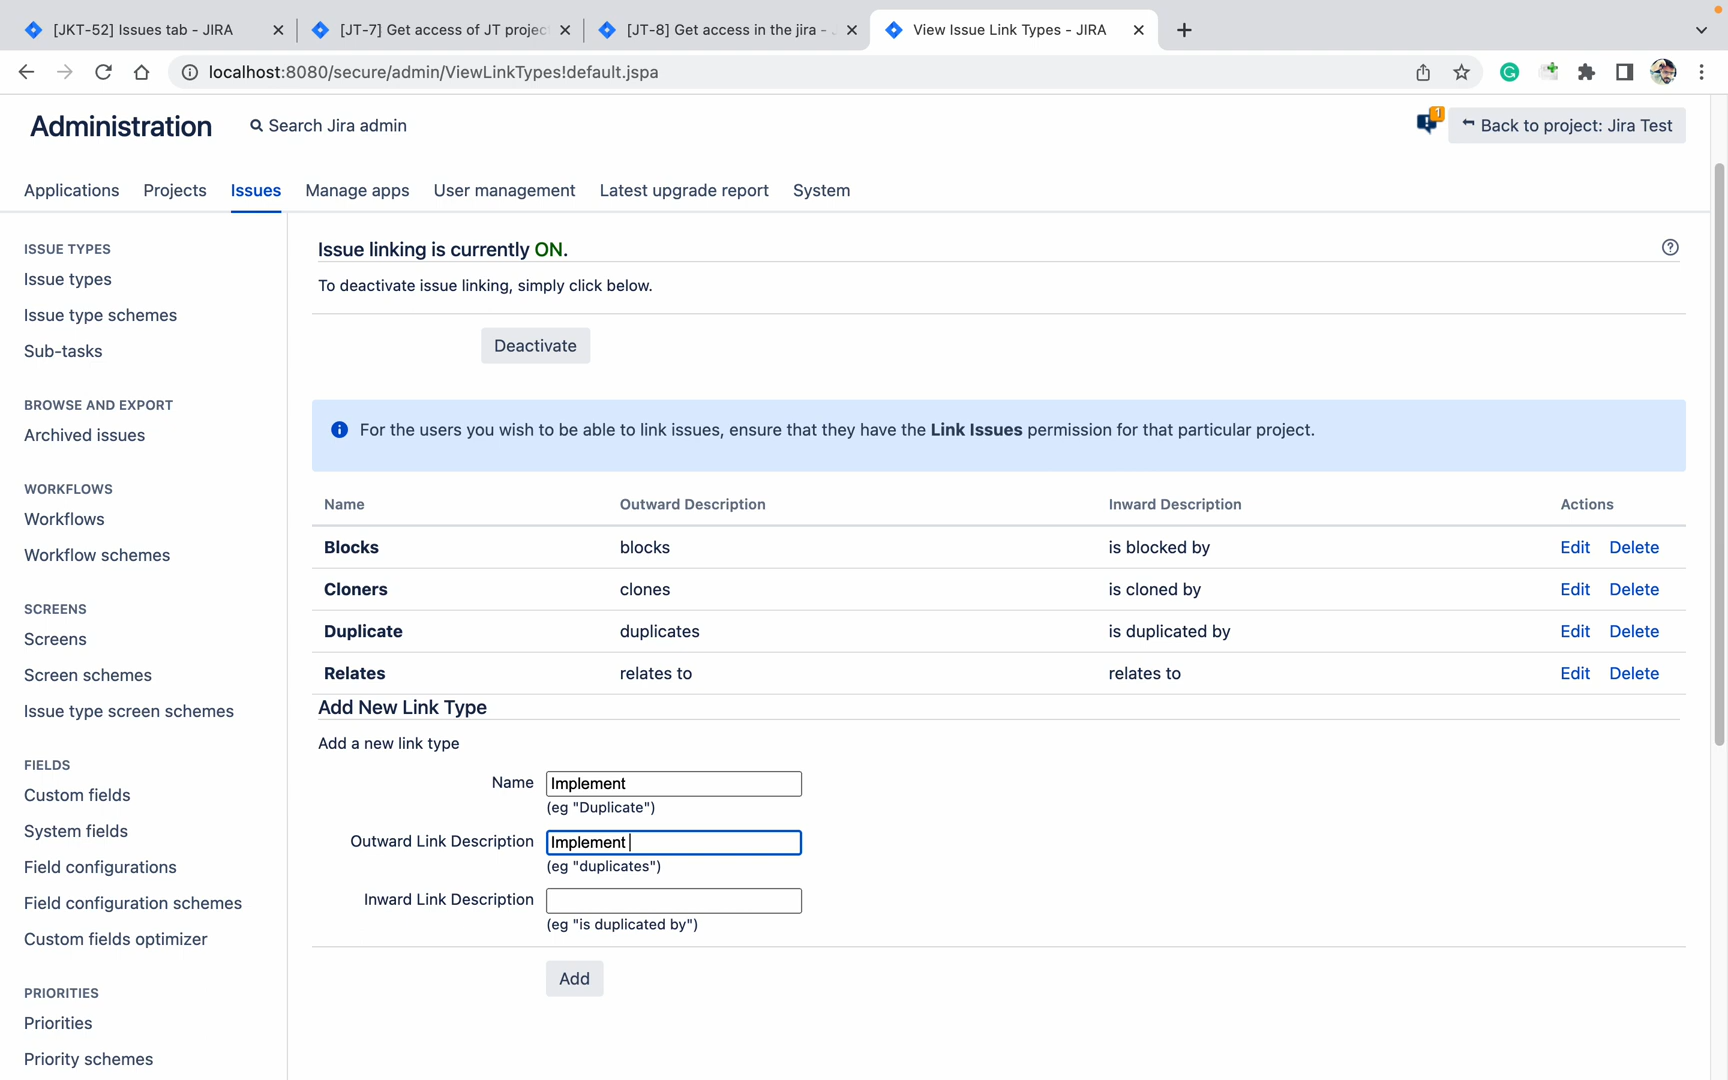 [JKT-52] Issues tab - JIRA
[JT-7] Get access of JT projec
[JT-8] Get access in the jira -
View Issue Link Types - JIRA
localhost:8080/secure/admin/ViewLinkTypes!default.jspa
Administration
Search Jira admin
1
Back to project: Jira Test
Applications
Projects
Issues
Manage apps
User management
Latest upgrade report
System
ISSUE TYPES
Issue types
Issue type schemes
Sub-tasks
BROWSE AND EXPORT
Archived issues
WORKFLOWS
Workflows
Workflow schemes
SCREENS
Screens
Screen schemes
Issue type screen schemes
FIELDS
Custom fields
System fields
Field configurations
Field configuration schemes
Custom fields optimizer
PRIORITIES
Priorities
Priority schemes
Issue linking is currently ON.
To deactivate issue linking, simply click below.
Deactivate
For the users you wish to be able to link issues, ensure that they have the Link Issues permission for that particular project.
Name Outward Description Inward Description Actions
Blocks blocks is blocked by Edit Delete
Cloners clones is cloned by Edit Delete
Duplicate duplicates is duplicated by Edit Delete
Relates relates to relates to Edit Delete
Add New Link Type
Add a new link type
Name Implement
(eg "Duplicate")
Outward Link Description Implement
(eg "duplicates")
Inward Link Description
(eg "is duplicated by")
Add